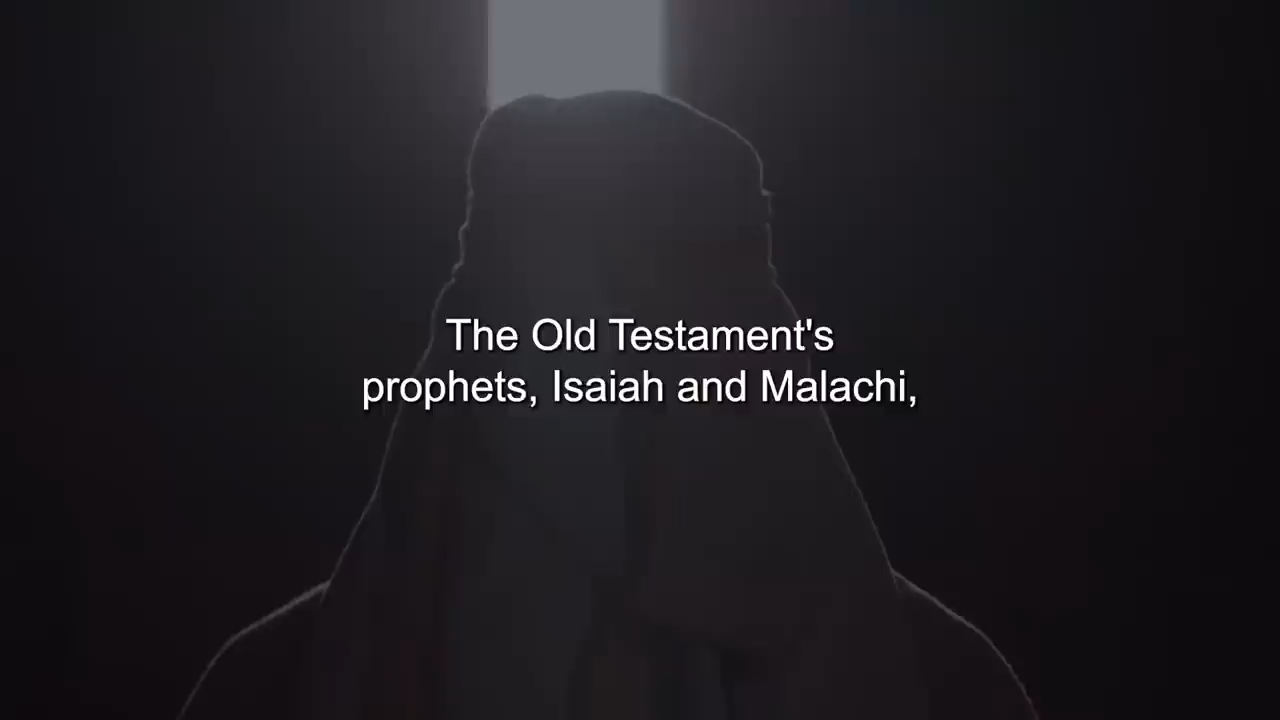 The Old Testament's
prophets, Isaiah and Malachi,